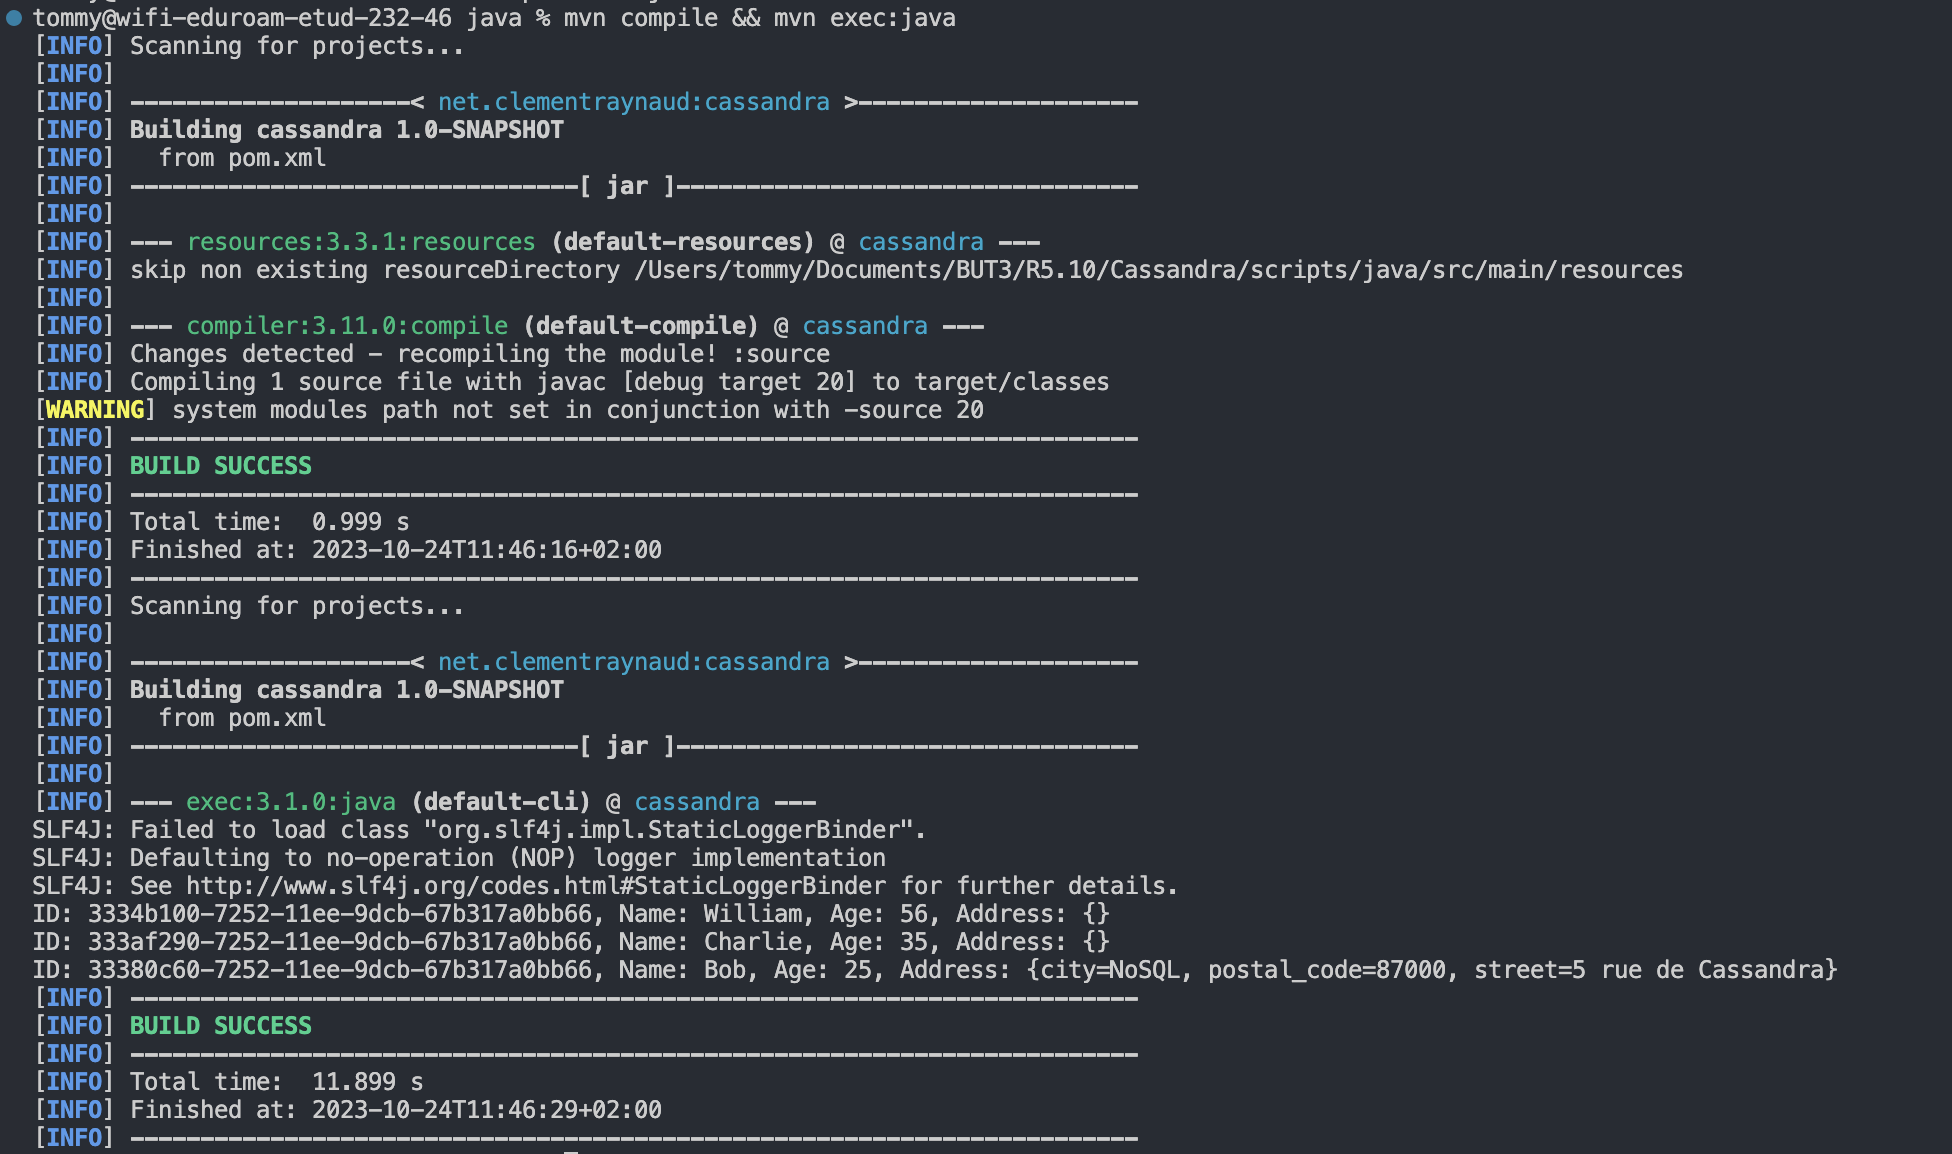 tommy@wifi-eduroam-etud-232-46 java % mvn compile && mvn exec:java
[INFO] Scanning for projects...
[INFO]
[INFO] --------------------< net.clementraynaud:cassandra >--------------------
[INFO] Building cassandra 1.0-SNAPSHOT
[INFO]   from pom.xml
[INFO] --------------------------------[ jar ]---------------------------------
[INFO]
[INFO] --- resources:3.3.1:resources (default-resources) @ cassandra ---
[INFO] skip non existing resourceDirectory /Users/tommy/Documents/BUT3/R5.10/Cassandra/scripts/java/src/main/resources
[INFO]
[INFO] --- compiler:3.11.0:compile (default-compile) @ cassandra ---
[INFO] Changes detected - recompiling the module! :source
[INFO] Compiling 1 source file with javac [debug target 20] to target/classes
[WARNING] system modules path not set in conjunction with -source 20
[INFO] ------------------------------------------------------------------------
[INFO] BUILD SUCCESS
[INFO] ------------------------------------------------------------------------
[INFO] Total time:  0.999 s
[INFO] Finished at: 2023-10-24T11:46:16+02:00
[INFO] ------------------------------------------------------------------------
[INFO] Scanning for projects...
[INFO]
[INFO] --------------------< net.clementraynaud:cassandra >--------------------
[INFO] Building cassandra 1.0-SNAPSHOT
[INFO]   from pom.xml
[INFO] --------------------------------[ jar ]---------------------------------
[INFO]
[INFO] --- exec:3.1.0:java (default-cli) @ cassandra ---
SLF4J: Failed to load class "org.slf4j.impl.StaticLoggerBinder".
SLF4J: Defaulting to no-operation (NOP) logger implementation
SLF4J: See http://www.slf4j.org/codes.html#StaticLoggerBinder for further details.
ID: 3334b100-7252-11ee-9dcb-67b317a0bb66, Name: William, Age: 56, Address: {}
ID: 333af290-7252-11ee-9dcb-67b317a0bb66, Name: Charlie, Age: 35, Address: {}
ID: 33380c60-7252-11ee-9dcb-67b317a0bb66, Name: Bob, Age: 25, Address: {city=NoSQL, postal_code=87000, street=5 rue de Cassandra}
[INFO] ------------------------------------------------------------------------
[INFO] BUILD SUCCESS
[INFO] ------------------------------------------------------------------------
[INFO] Total time:  11.899 s
[INFO] Finished at: 2023-10-24T11:46:29+02:00
[INFO] ------------------------------------------------------------------------